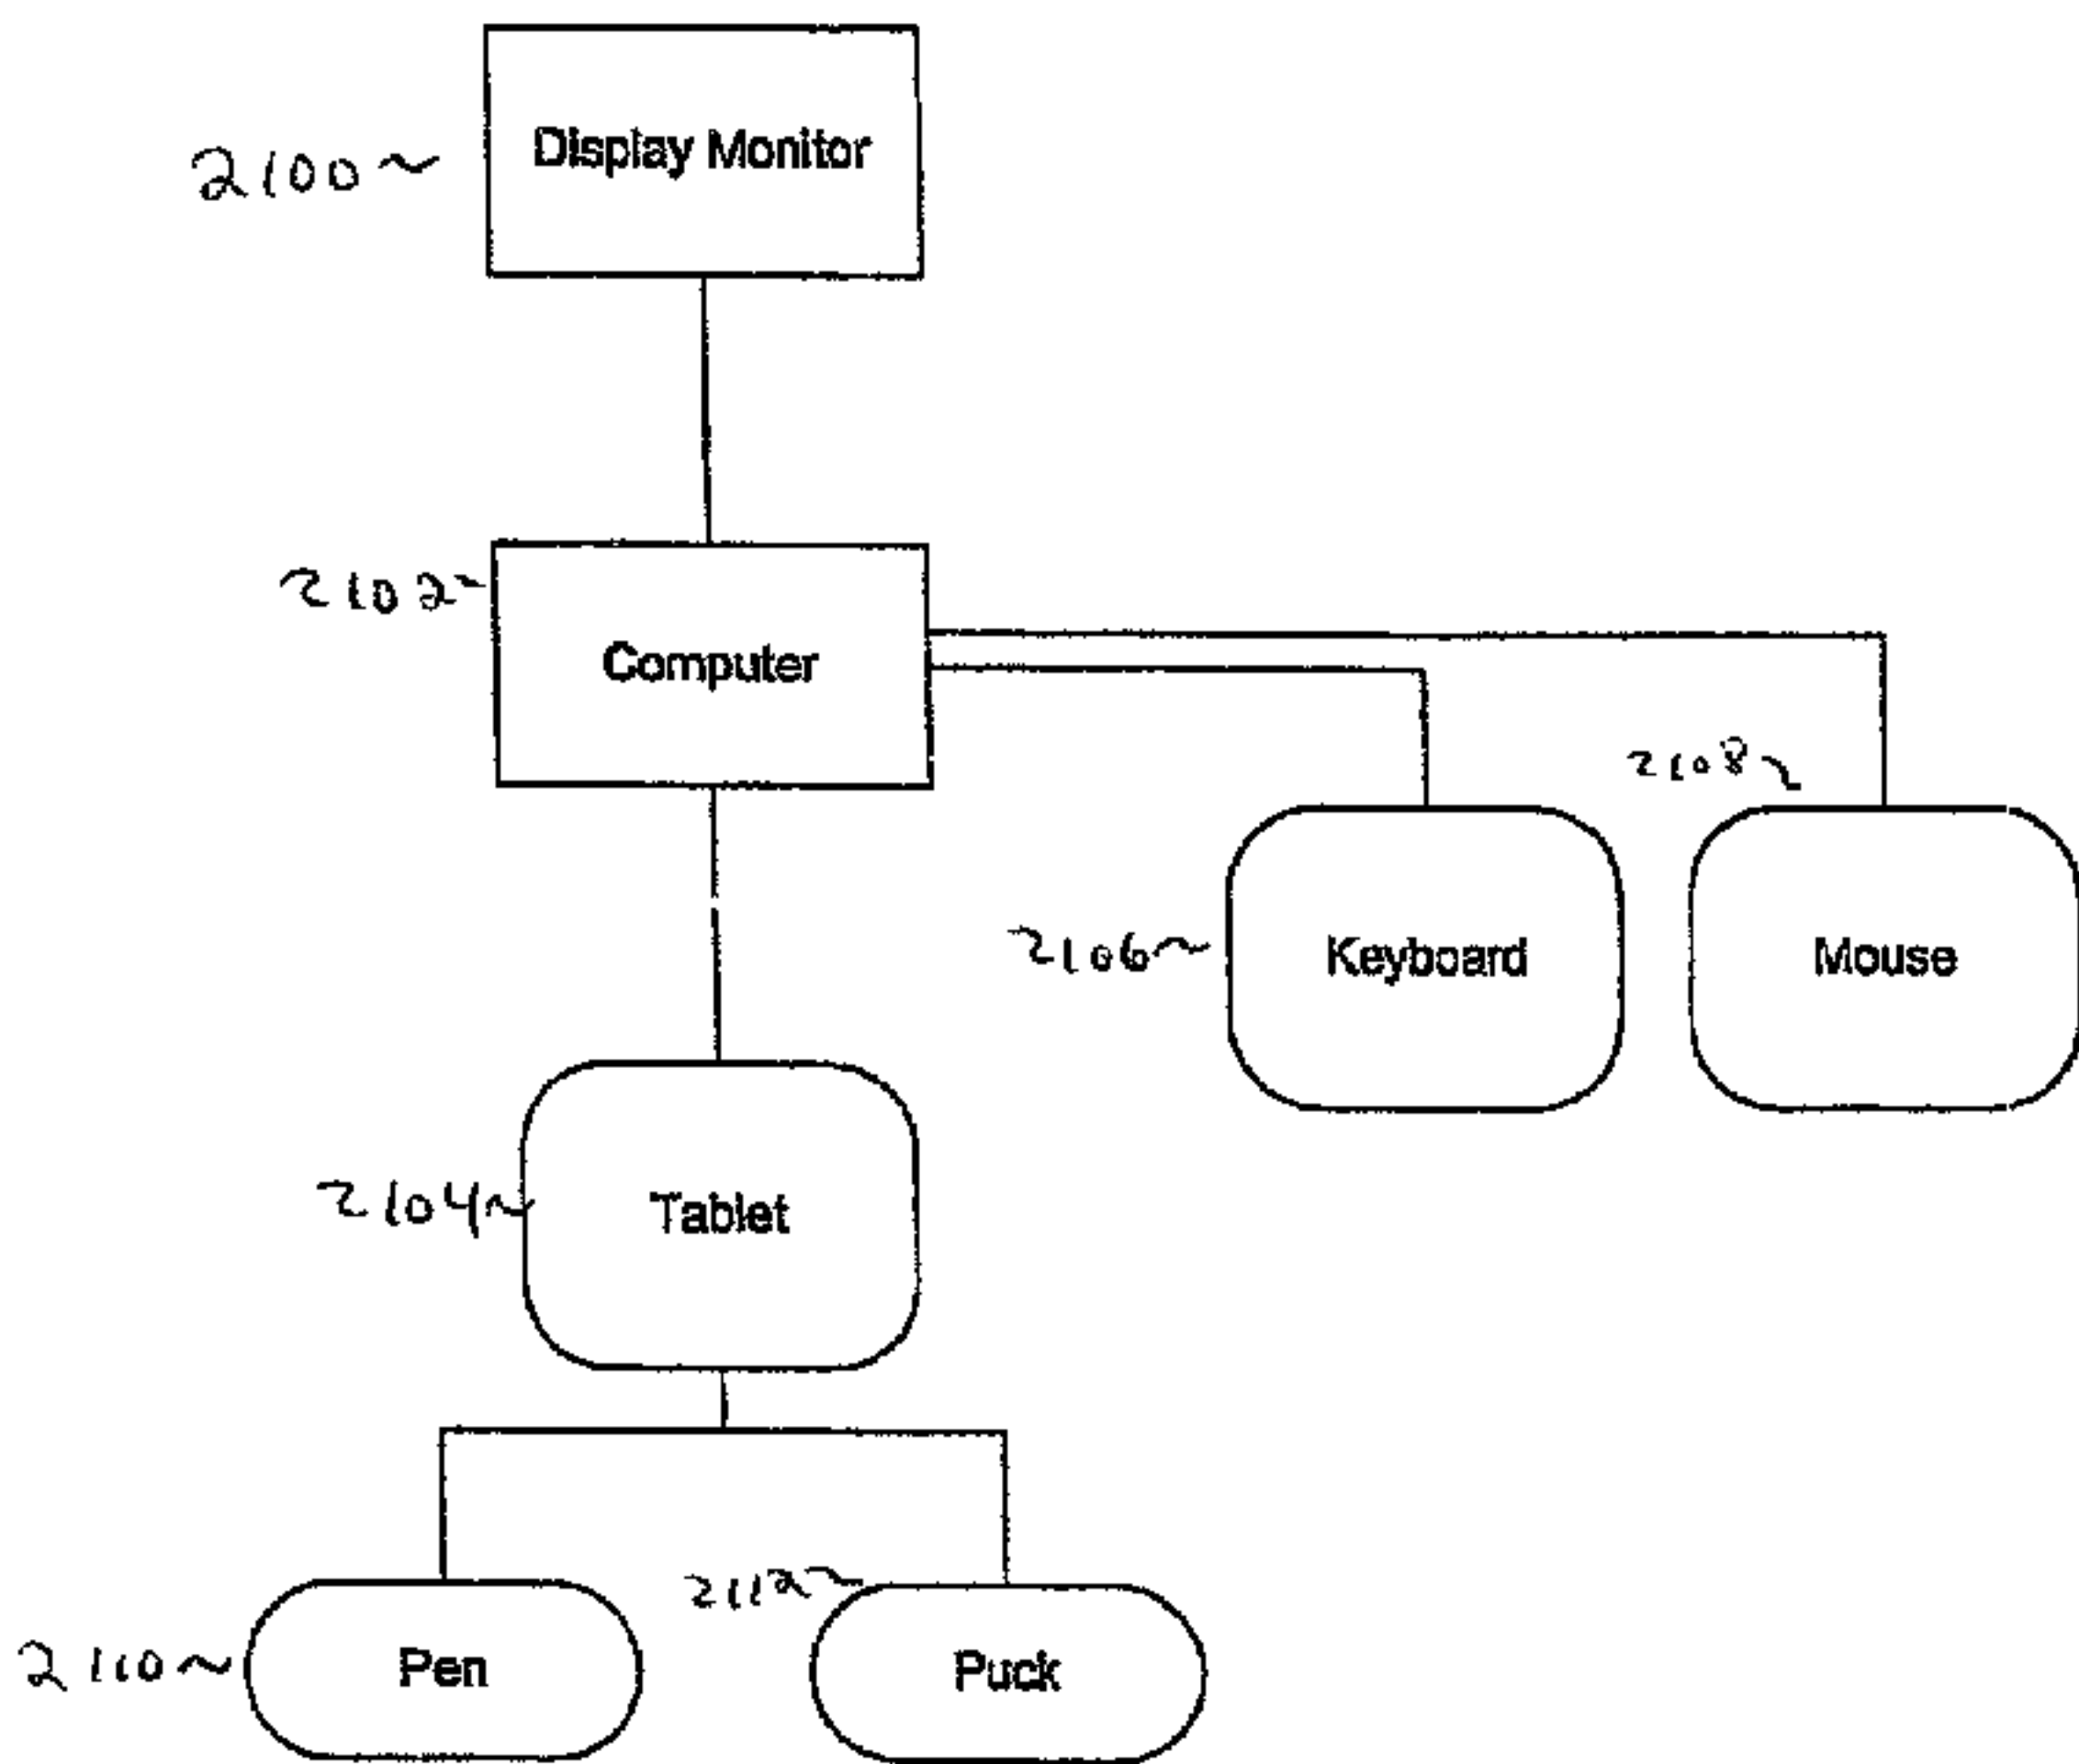 2100 Display Monitor
2102
Computer
2108
2106 Keyboard Mouse
2104 Tablet
2112
2110 Pen Puck